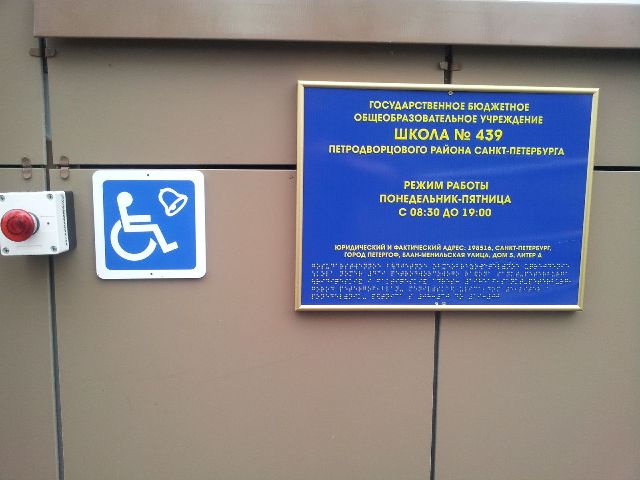 ГОСУДАРСТВЕННОЕ БЮДЖЕТНОЕ
ОБЩЕОБРАЗОВАТЕЛЬНОЕ УЧРЕЖДЕНИЕ
ШКОЛА № 439
ПЕТРОДВОРЦОВОГО РАЙОНА САНКТ-ПЕТЕРБУРГА
РЕЖИМ РАБОТЫ
ПОНЕДЕЛЬНИК-ПЯТНИЦА
С 08:30 ДО 19:00
ЮРИДИЧЕСКИЙ И ФАКТИЧЕСКИЙ АДРЕС: 198516, САНКТ-ПЕТЕРБУРГ,
ГОРОД ПЕТЕРГОФ, БЛАН-МЕНИЛЬСКАЯ УЛИЦА, ДОМ 5, ЛИТЕР А